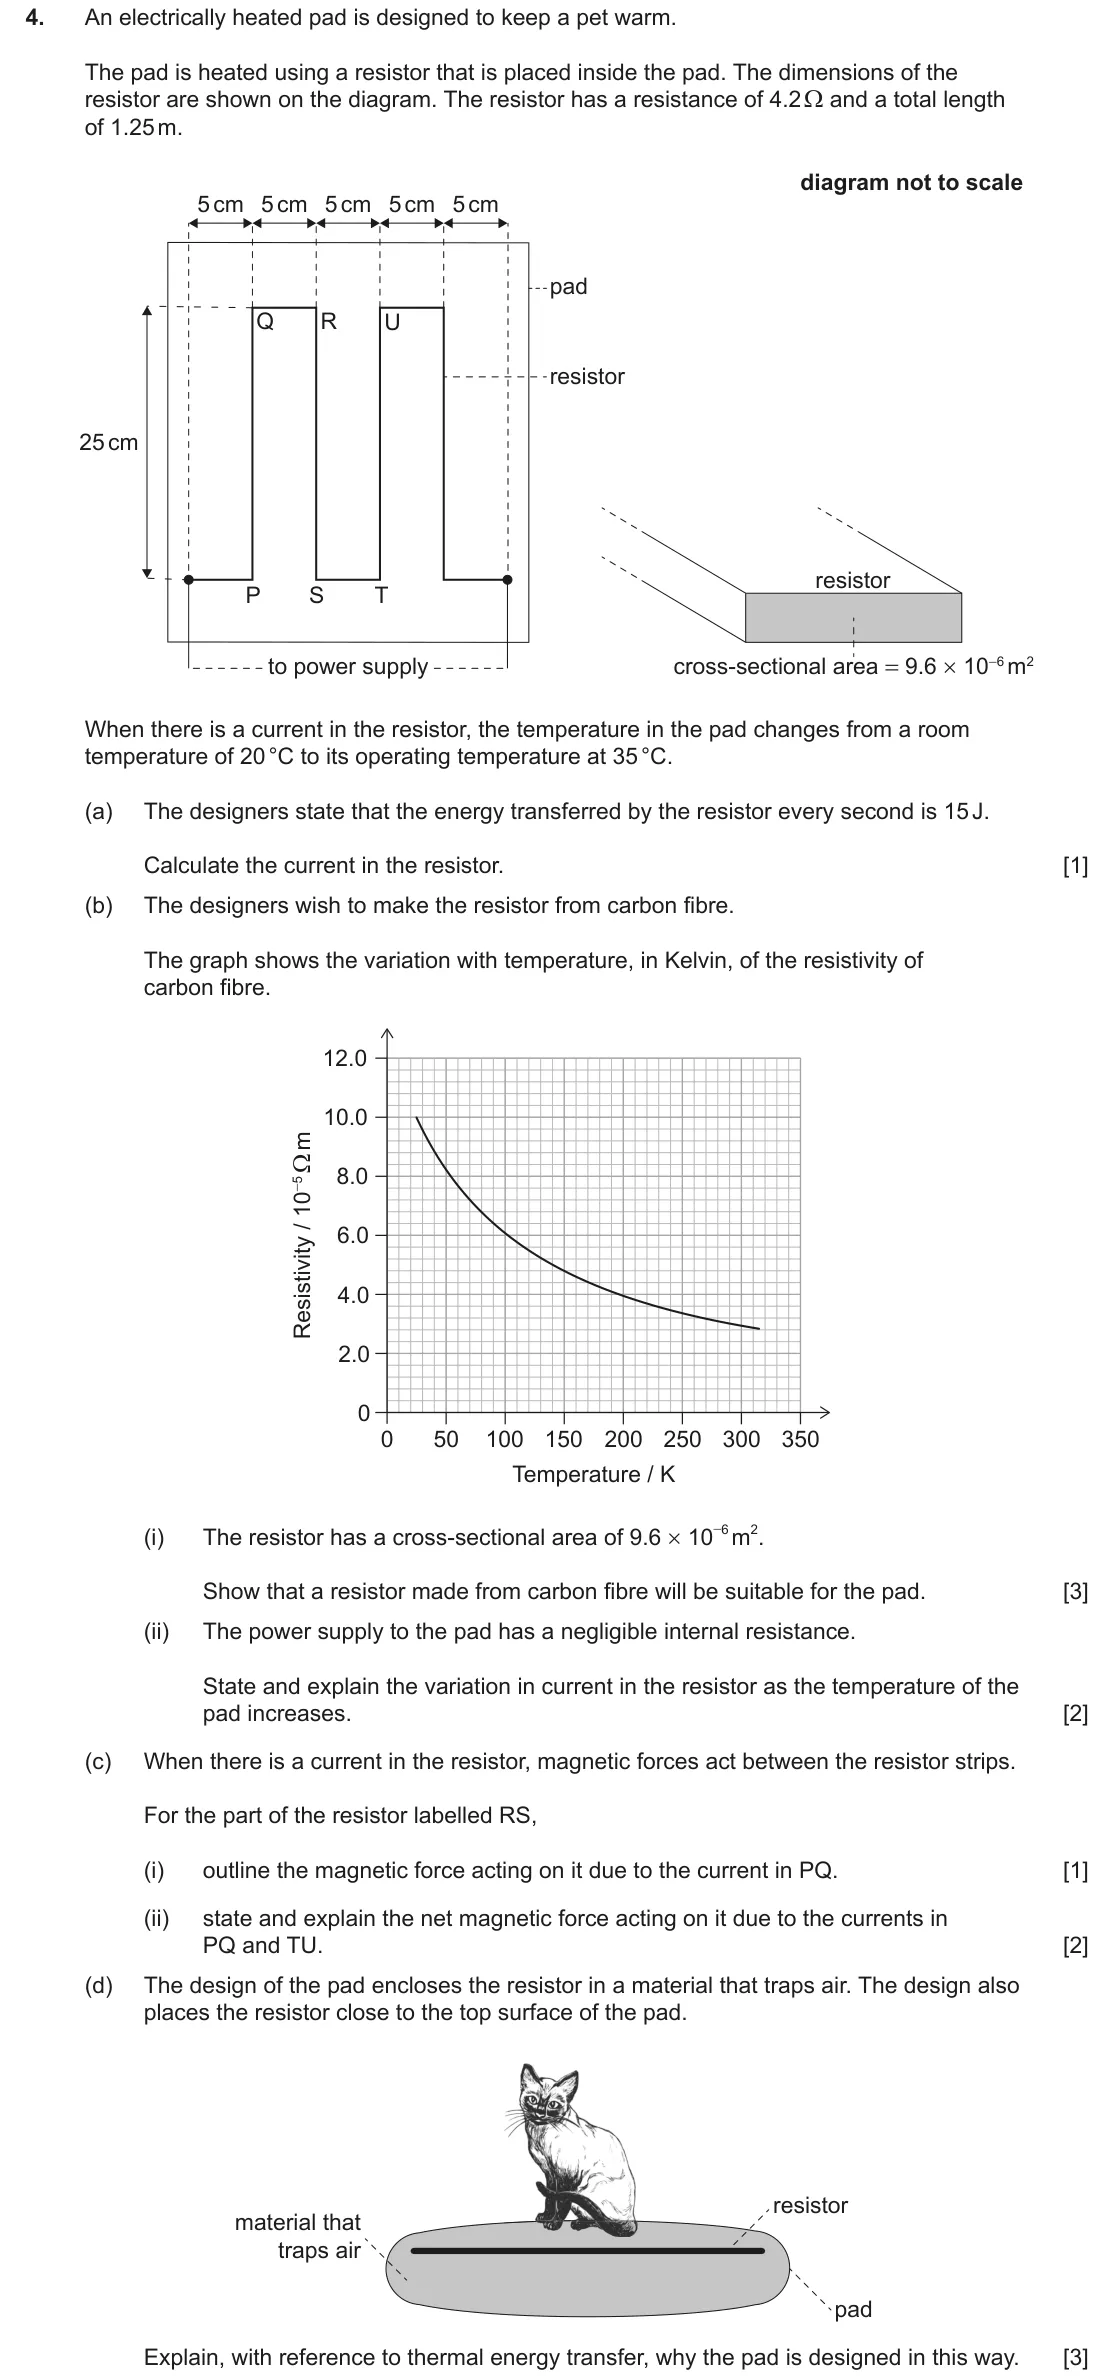 4. An electrically heated pad is designed to keep a pet warm.
The pad is heated using a resistor that is placed inside the pad. The dimensions of the
resistor are shown on the diagram. The resistor has a resistance of 4.2 Ω and a total length
of 1.25 m.
diagram not to scale
5 cm 5 cm 5 cm 5 cm 5 cm
pad
Q R U
resistor
25 cm
resistor
P S T
to power supply
cross-sectional area = 9.6 × 10⁻⁶ m²
When there is a current in the resistor, the temperature in the pad changes from a room
temperature of 20 °C to its operating temperature at 35 °C.
(a) The designers state that the energy transferred by the resistor every second is 15 J.
Calculate the current in the resistor. [1]
(b) The designers wish to make the resistor from carbon fibre.
The graph shows the variation with temperature, in Kelvin, of the resistivity of
carbon fibre.
12.0
10.0
8.0
6.0
4.0
2.0
0
Resistivity / 10⁻⁵ Ω m
0 50 100 150 200 250 300 350
Temperature / K
(i) The resistor has a cross-sectional area of 9.6 × 10⁻⁶ m².
Show that a resistor made from carbon fibre will be suitable for the pad. [3]
(ii) The power supply to the pad has a negligible internal resistance.
State and explain the variation in current in the resistor as the temperature of the
pad increases. [2]
(c) When there is a current in the resistor, magnetic forces act between the resistor strips.
For the part of the resistor labelled RS,
(i) outline the magnetic force acting on it due to the current in PQ. [1]
(ii) state and explain the net magnetic force acting on it due to the currents in
PQ and TU. [2]
(d) The design of the pad encloses the resistor in a material that traps air. The design also
places the resistor close to the top surface of the pad.
resistor
material that
traps air
pad
Explain, with reference to thermal energy transfer, why the pad is designed in this way. [3]